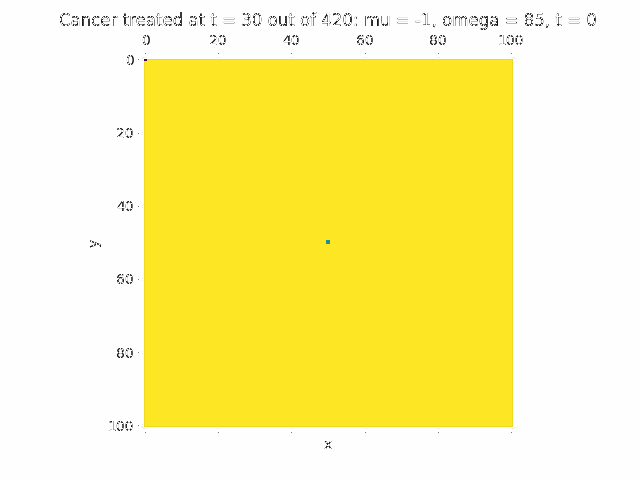 Cancer treated at t = 30 out of 420: mu = -1, omega = 85, t = 0
0 20 40 60 80 100
0
20
40
y
60
80
100
x